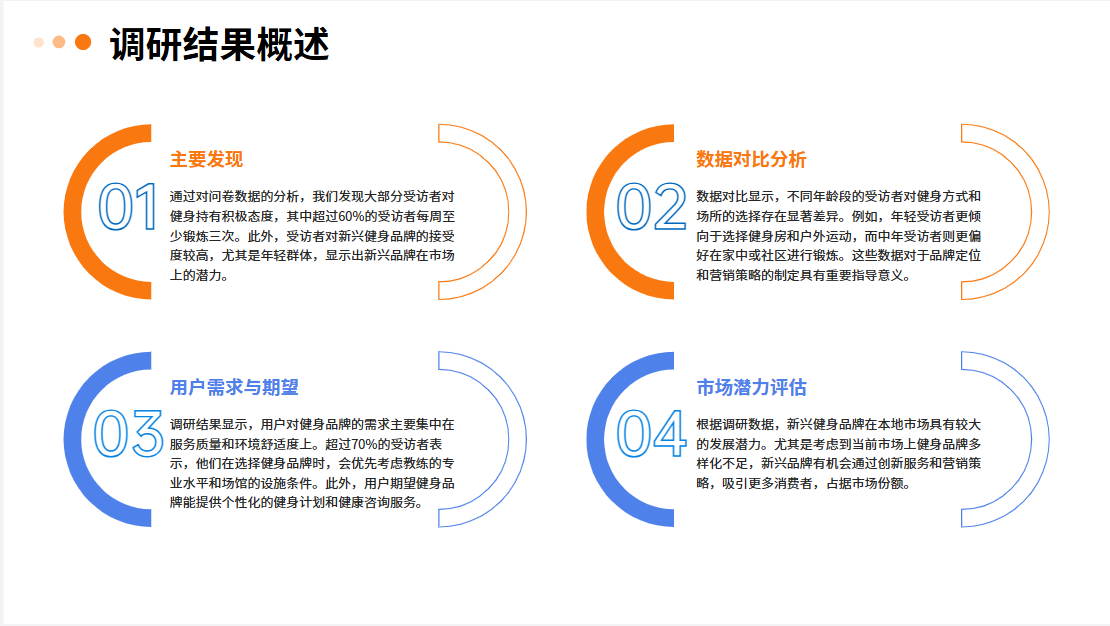 调研结果概述
01
主要发现
通过对问卷数据的分析，我们发现大部分受访者对
健身持有积极态度，其中超过60%的受访者每周至
少锻炼三次。此外，受访者对新兴健身品牌的接受
度较高，尤其是年轻群体，显示出新兴品牌在市场
上的潜力。
02
数据对比分析
数据对比显示，不同年龄段的受访者对健身方式和
场所的选择存在显著差异。例如，年轻受访者更倾
向于选择健身房和户外运动，而中年受访者则更偏
好在家中或社区进行锻炼。这些数据对于品牌定位
和营销策略的制定具有重要指导意义。
03
用户需求与期望
调研结果显示，用户对健身品牌的需求主要集中在
服务质量和环境舒适度上。超过70%的受访者表
示，他们在选择健身品牌时，会优先考虑教练的专
业水平和场馆的设施条件。此外，用户期望健身品
牌能提供个性化的健身计划和健康咨询服务。
04
市场潜力评估
根据调研数据，新兴健身品牌在本地市场具有较大
的发展潜力。尤其是考虑到当前市场上健身品牌多
样化不足，新兴品牌有机会通过创新服务和营销策
略，吸引更多消费者，占据市场份额。